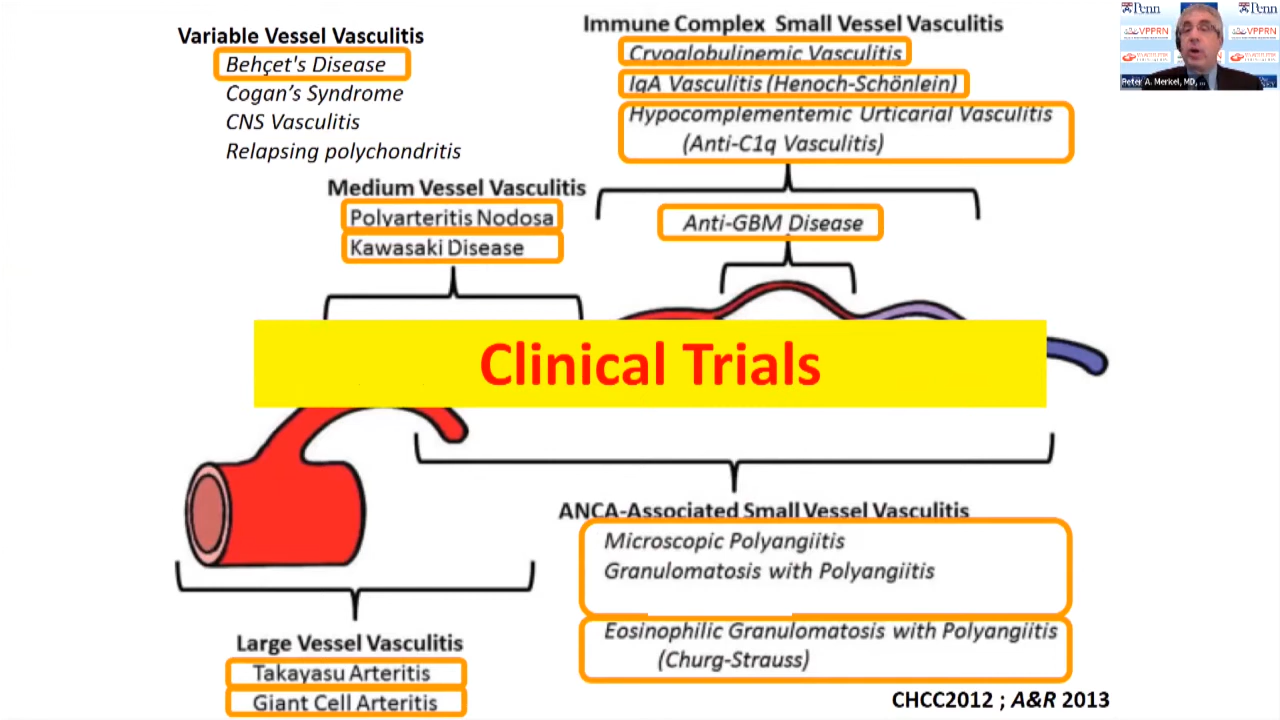 Variable Vessel Vasculitis
Behçet's Disease
Cogan’s Syndrome
CNS Vasculitis
Relapsing polychondritis
Immune Complex Small Vessel Vasculitis
Cryoglobulinemic Vasculitis
IgA Vasculitis (Henoch-Schönlein)
Hypocomplementemic Urticarial Vasculitis
(Anti-C1q Vasculitis)
Medium Vessel Vasculitis
Polyarteritis Nodosa
Kawasaki Disease
Anti-GBM Disease
Clinical Trials
ANCA-Associated Small Vessel Vasculitis
Microscopic Polyangiitis
Granulomatosis with Polyangiitis
Eosinophilic Granulomatosis with Polyangiitis
(Churg-Strauss)
Large Vessel Vasculitis
Takayasu Arteritis
Giant Cell Arteritis
CHCC2012 ; A&R 2013
Penn
Penn
VPPRN
VPPRN
Peter A. Merkel, MD, ...